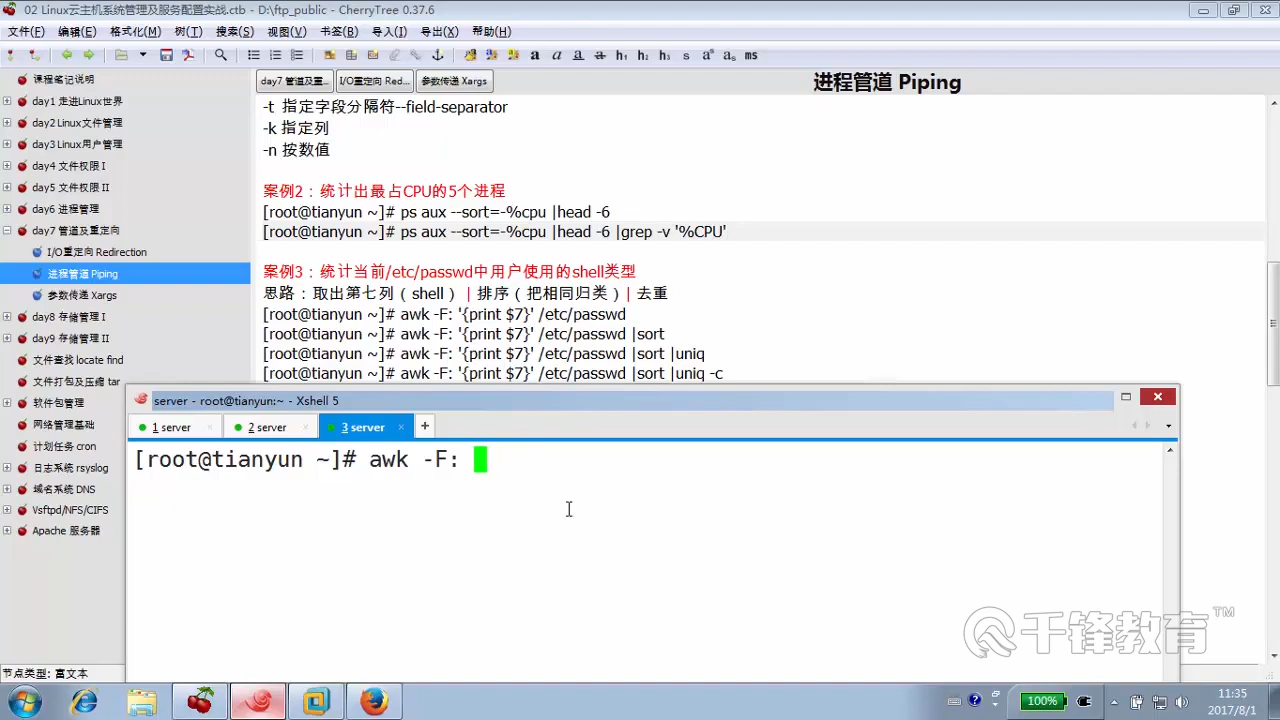 02 Linux云主机系统管理及服务配置实战.ctb - D:\ftp_public - CherryTree 0.37.6
文件(F) 编辑(E) 格式化(M) 树(T) 搜索(S) 视图(V) 书签(B) 导入(I) 导出(X) 帮助(H)
a a a a h₁ h₂ h₃ s aˢ aₛ ms
课程笔记说明
day1 走进Linux世界
day2 Linux文件管理
day3 Linux用户管理
day4 文件权限 I
day5 文件权限 II
day6 进程管理
day7 管道及重定向
I/O重定向 Redirection
进程管道 Piping
参数传递 Xargs
day8 存储管理 I
day9 存储管理 II
文件查找 locate find
文件打包及压缩 tar
软件包管理
网络管理基础
计划任务 cron
日志系统 rsyslog
域名系统 DNS
Vsftpd/NFS/CIFS
Apache 服务器
节点类型: 富文本
day7 管道及重... I/O重定向 Red... 参数传递 Xargs
进程管道 Piping
-t 指定字段分隔符--field-separator
-k 指定列
-n 按数值
案例2：统计出最占CPU的5个进程
[root@tianyun ~]# ps aux --sort=-%cpu |head -6
[root@tianyun ~]# ps aux --sort=-%cpu |head -6 |grep -v '%CPU'
案例3：统计当前/etc/passwd中用户使用的shell类型
思路：取出第七列（shell）| 排序（把相同归类）| 去重
[root@tianyun ~]# awk -F: '{print $7}' /etc/passwd
[root@tianyun ~]# awk -F: '{print $7}' /etc/passwd |sort
[root@tianyun ~]# awk -F: '{print $7}' /etc/passwd |sort |uniq
[root@tianyun ~]# awk -F: '{print $7}' /etc/passwd |sort |uniq -c
server - root@tianyun:~ - Xshell 5
1 server × 2 server × 3 server × +
[root@tianyun ~]# awk -F:
千锋教育™
100%
11:35
2017/8/1